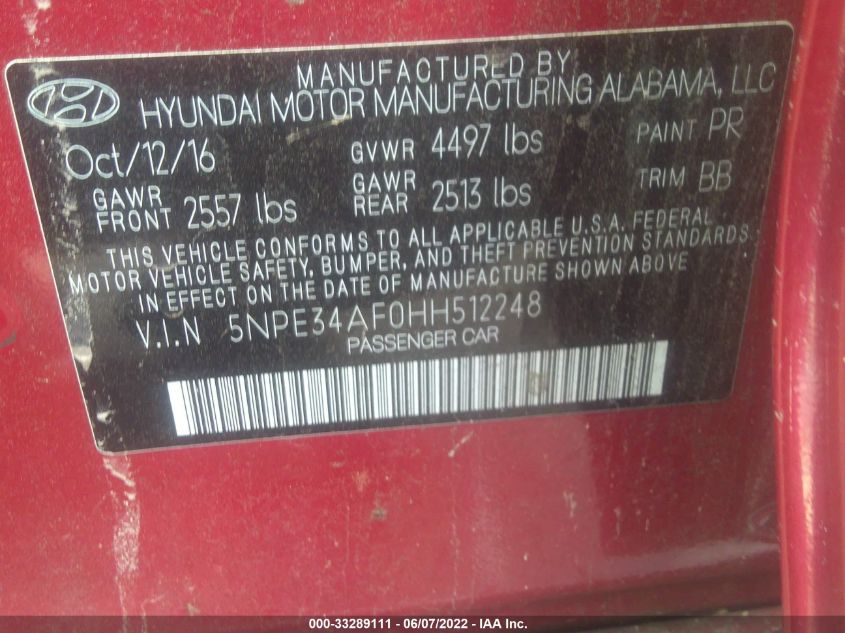 MANUFACTURED BY
HYUNDAI MOTOR MANUFACTURING ALABAMA, LLC
Oct/12/16 GVWR 4497 lbs PAINT PR
GAWR FRONT 2557 lbs GAWR REAR 2513 lbs TRIM BB
THIS VEHICLE CONFORMS TO ALL APPLICABLE U.S.A. FEDERAL
MOTOR VEHICLE SAFETY, BUMPER, AND THEFT PREVENTION STANDARDS
IN EFFECT ON THE DATE OF MANUFACTURE SHOWN ABOVE
V.I.N 5NPE34AF0HH512248
PASSENGER CAR
000-33289111 - 06/07/2022 - IAA Inc.